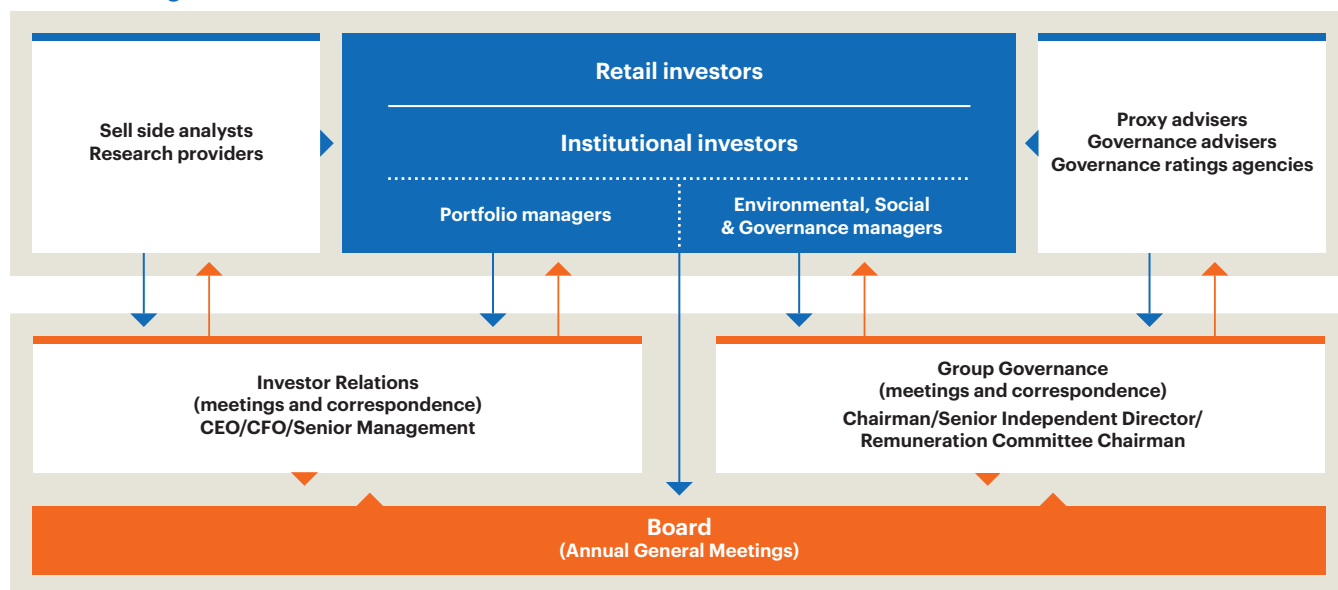 Sell side analysts
Research providers
Retail investors
Institutional investors
Portfolio managers
Environmental, Social
& Governance managers
Proxy advisers
Governance advisers
Governance ratings agencies
Investor Relations
(meetings and correspondence)
CEO/CFO/Senior Management
Group Governance
(meetings and correspondence)
Chairman/Senior Independent Director/
Remuneration Committee Chairman
Board
(Annual General Meetings)